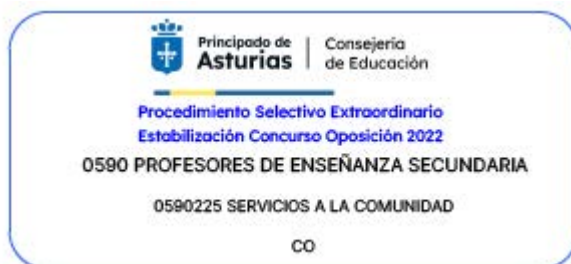 Principado de
Asturias
Consejería
de Educación
Procedimiento Selectivo Extraordinario
Estabilización Concurso Oposición 2022
0590 PROFESORES DE ENSEÑANZA SECUNDARIA
0590225 SERVICIOS A LA COMUNIDAD
CO